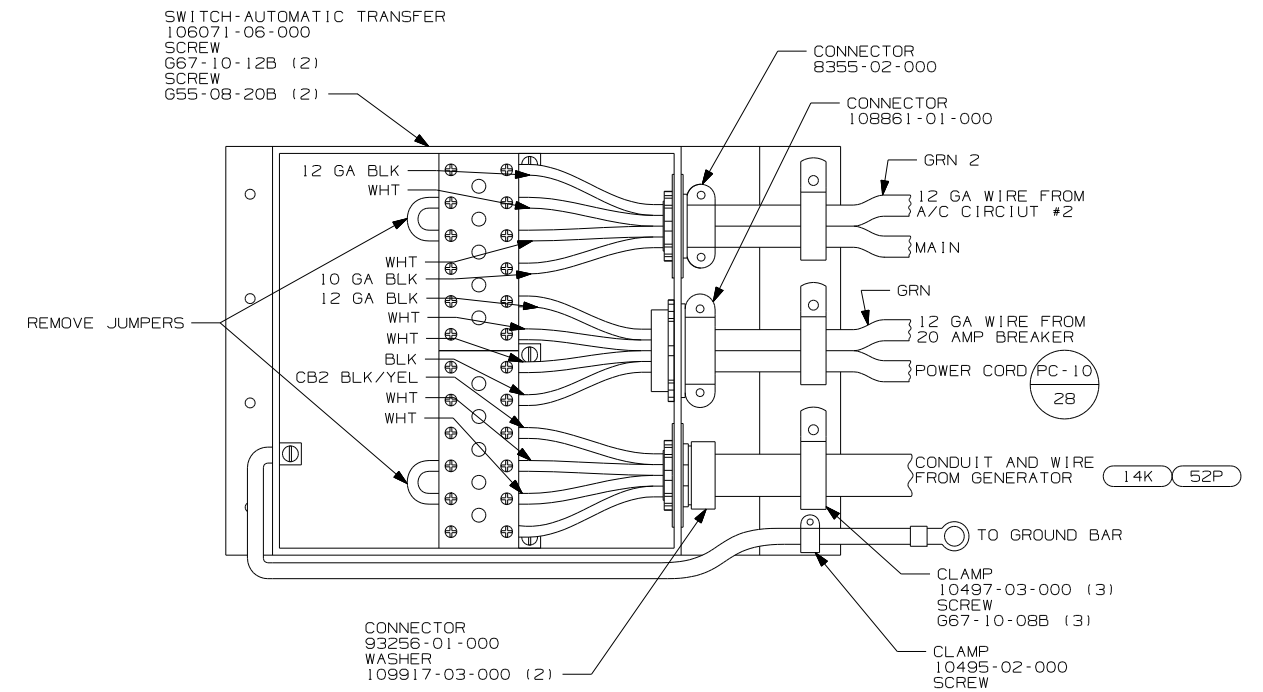 SWITCH-AUTOMATIC TRANSFER
106071-06-000
SCREW
G67-10-12B (2)
SCREW
G55-08-20B (2)
CONNECTOR
8355-02-000
CONNECTOR
108861-01-000
12 GA BLK
WHT
WHT
10 GA BLK
12 GA BLK
WHT
WHT
BLK
CB2 BLK/YEL
WHT
WHT
REMOVE JUMPERS
GRN 2
12 GA WIRE FROM
A/C CIRCIUT #2
MAIN
GRN
12 GA WIRE FROM
20 AMP BREAKER
POWER CORD
PC-10
28
CONDUIT AND WIRE
FROM GENERATOR
14K
52P
TO GROUND BAR
CLAMP
10497-03-000 (3)
SCREW
G67-10-08B (3)
CLAMP
10495-02-000
SCREW
CONNECTOR
93256-01-000
WASHER
109917-03-000 (2)